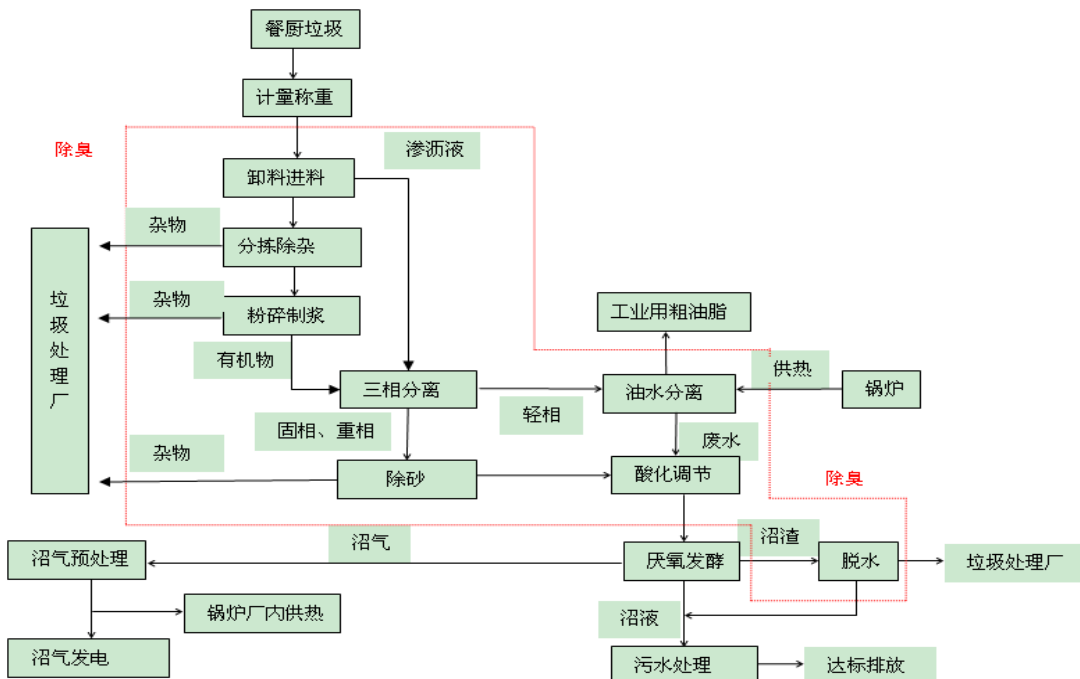 餐厨垃圾
计量称重
除臭
渗沥液
卸料进料
杂物
分拣除杂
垃圾处理厂
杂物
粉碎制浆
工业用粗油脂
有机物
供热
三相分离
油水分离
锅炉
轻相
固相、重相
废水
杂物
除砂
酸化调节
除臭
沼气
沼渣
沼气预处理
厌氧发酵
脱水
垃圾处理厂
锅炉厂内供热
沼液
沼气发电
污水处理
达标排放